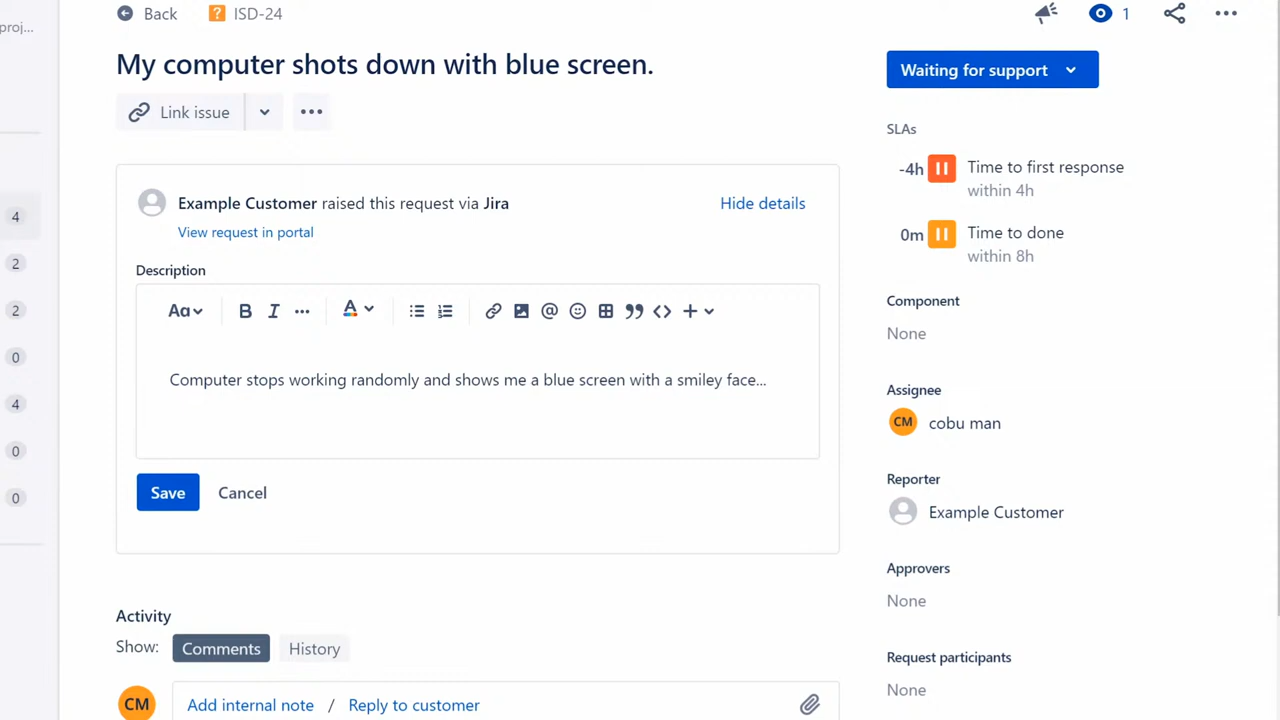 proj...
Back
ISD-24
1
My computer shots down with blue screen.
Waiting for support
Link issue
SLAs
-4h
Time to first response
within 4h
Example Customer raised this request via Jira
Hide details
View request in portal
4
0m
Time to done
within 8h
2
Description
Component
2
Aa
B
I
A
None
0
Computer stops working randomly and shows me a blue screen with a smiley face...
Assignee
4
CM
cobu man
0
Reporter
0
Save
Cancel
Example Customer
Approvers
None
Activity
Show:
Comments
History
Request participants
None
CM
Add internal note / Reply to customer